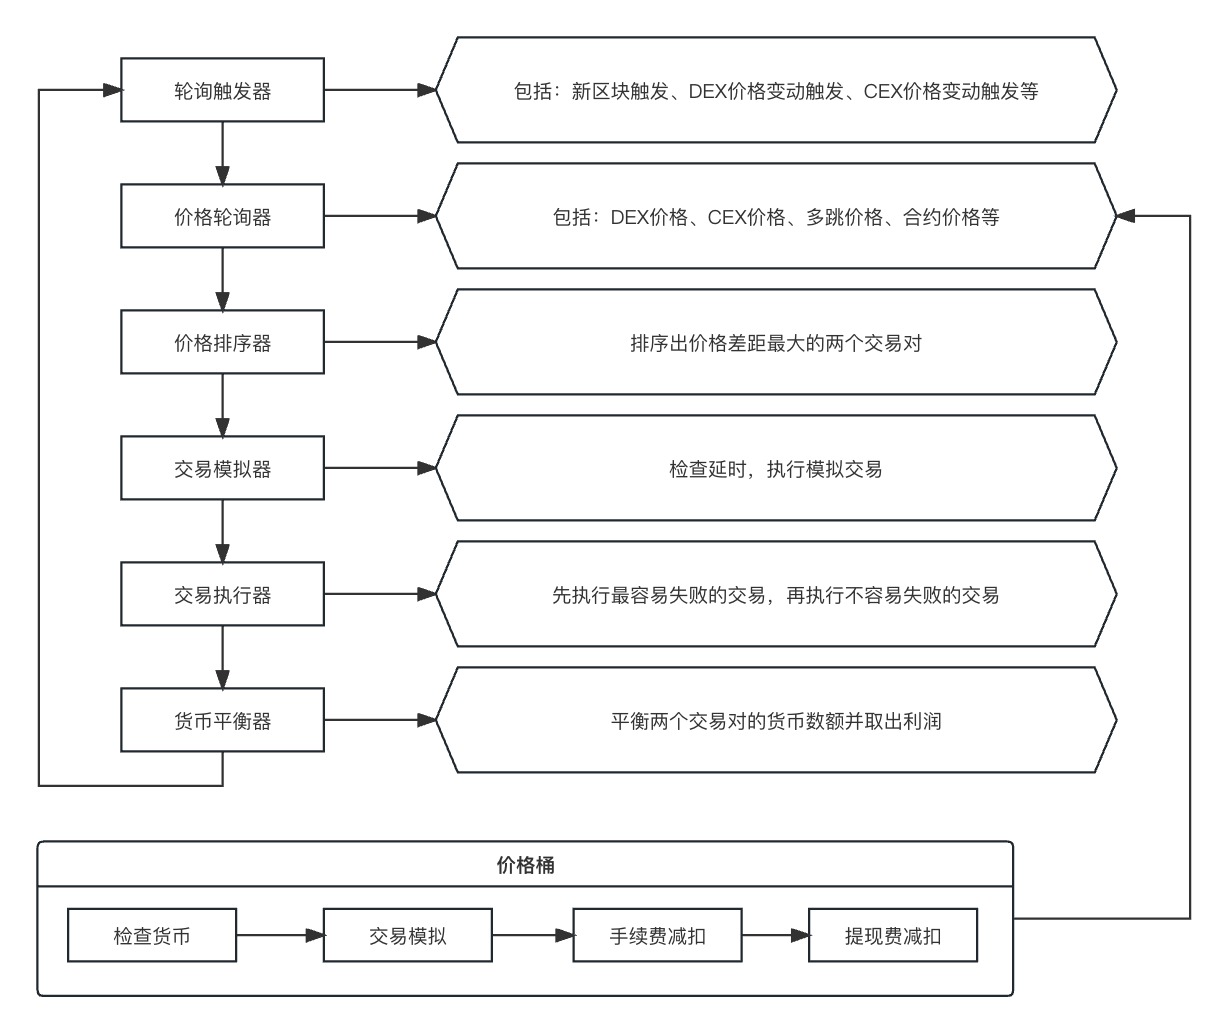 轮询触发器
包括：新区块触发、DEX价格变动触发、CEX价格变动触发等
价格轮询器
包括：DEX价格、CEX价格、多跳价格、合约价格等
价格排序器
排序出价格差距最大的两个交易对
交易模拟器
检查延时，执行模拟交易
交易执行器
先执行最容易失败的交易，再执行不容易失败的交易
货币平衡器
平衡两个交易对的货币数额并取出利润
价格桶
检查货币
交易模拟
手续费减扣
提现费减扣